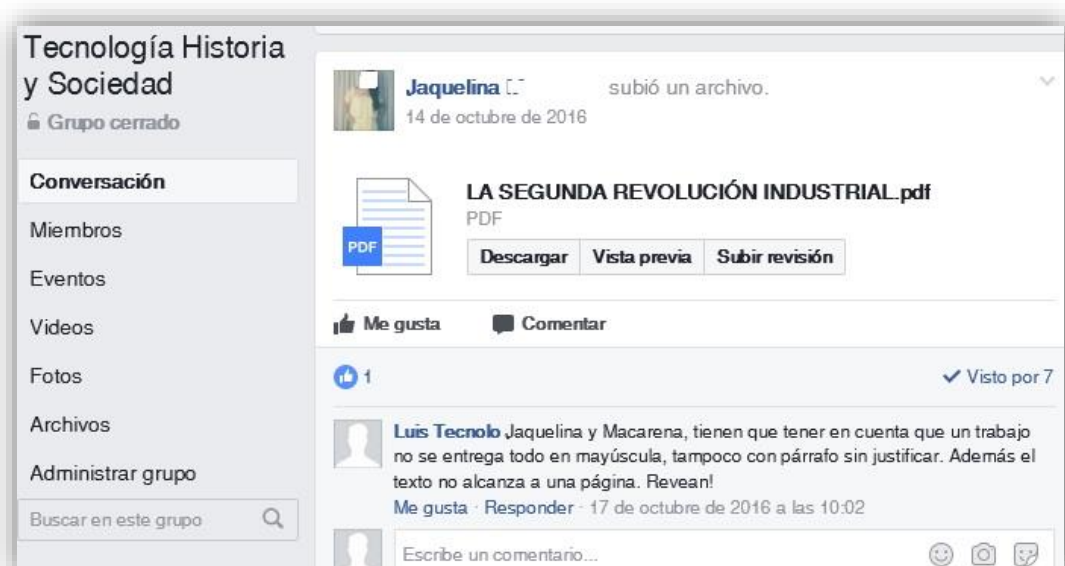 Tecnología Historia
y Sociedad
Grupo cerrado
Conversación
Miembros
Eventos
Videos
Fotos
Archivos
Administrar grupo
Buscar en este grupo
Jaquelina subió un archivo.
14 de octubre de 2016
LA SEGUNDA REVOLUCIÓN INDUSTRIAL.pdf
PDF
PDF
Descargar Vista previa Subir revisión
Me gusta Comentar
1 Visto por 7
Luis Tecnolo Jaquelina y Macarena, tienen que tener en cuenta que un trabajo
no se entrega todo en mayúscula, tampoco con párrafo sin justificar. Además el
texto no alcanza a una página. Revean!
Me gusta · Responder · 17 de octubre de 2016 a las 10:02
Escribe un comentario...